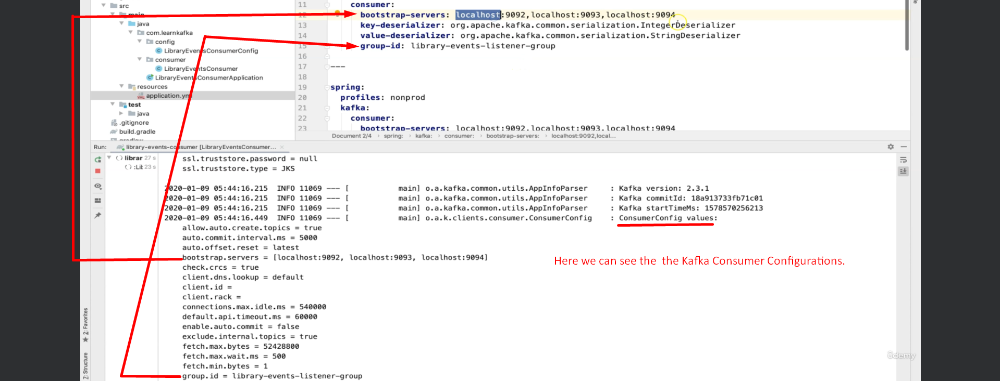 src
main
java
com.learnkafka
config
LibraryEventsConsumerConfig
consumer
LibraryEventsConsumer
LibraryEventsConsumerApplication
resources
application.yml
test
java
.gitignore
build.gradle
gradlew
11 consumer:
12 bootstrap-servers: localhost:9092,localhost:9093,localhost:9094
13 key-deserializer: org.apache.kafka.common.serialization.IntegerDeserializer
14 value-deserializer: org.apache.kafka.common.serialization.StringDeserializer
15 group-id: library-events-listener-group
16
17 ---
18
19 spring:
20 profiles: nonprod
21 kafka:
22 consumer:
23 bootstrap-servers: localhost:9092,localhost:9093,localhost:9094
Document 2/4 › spring: › kafka: › consumer: › bootstrap-servers: › localhost:9092,local...
Run: library-events-consumer [LibraryEventsConsumer... ×
librar 27 s
:Lit 23 s
ssl.truststore.password = null
ssl.truststore.type = JKS
2020-01-09 05:44:16.215 INFO 11069 --- [ main] o.a.kafka.common.utils.AppInfoParser : Kafka version: 2.3.1
2020-01-09 05:44:16.215 INFO 11069 --- [ main] o.a.kafka.common.utils.AppInfoParser : Kafka commitId: 18a913733fb71c01
2020-01-09 05:44:16.215 INFO 11069 --- [ main] o.a.kafka.common.utils.AppInfoParser : Kafka startTimeMs: 1578570256213
2020-01-09 05:44:16.449 INFO 11069 --- [ main] o.a.k.clients.consumer.ConsumerConfig : ConsumerConfig values:
allow.auto.create.topics = true
auto.commit.interval.ms = 5000
auto.offset.reset = latest
bootstrap.servers = [localhost:9092, localhost:9093, localhost:9094]
check.crcs = true
client.dns.lookup = default
client.id =
client.rack =
connections.max.idle.ms = 540000
default.api.timeout.ms = 60000
enable.auto.commit = false
exclude.internal.topics = true
fetch.max.bytes = 52428800
fetch.max.wait.ms = 500
fetch.min.bytes = 1
group.id = library-events-listener-group
Here we can see the the Kafka Consumer Configurations.
2: Favorites
Z: Structure
Udemy